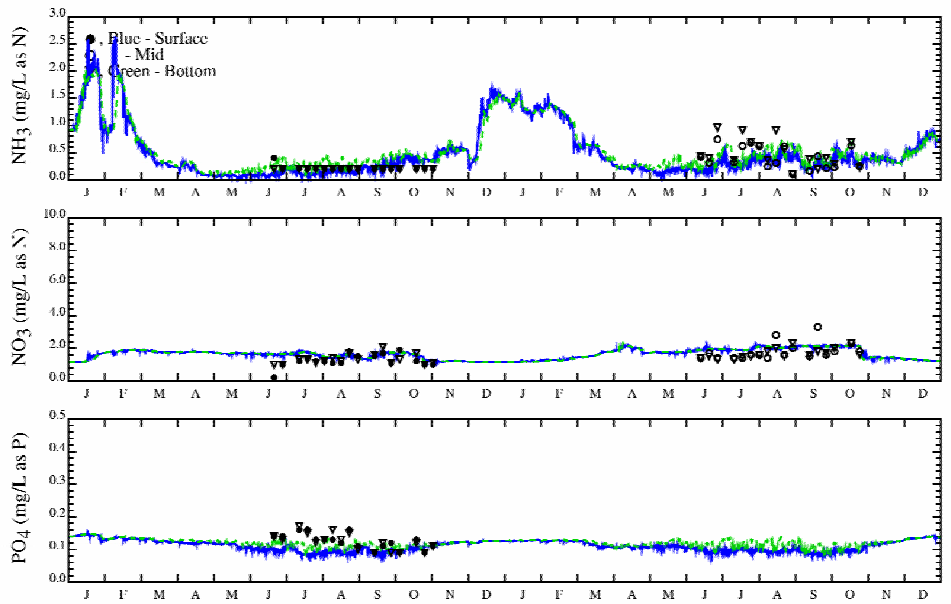 3.0
2.5
2.0
1.5
1.0
0.5
0.0
NH3 (mg/L as N)
, Blue - Surface
- Mid
Green - Bottom
J F M A M J J A S O N D J F M A M J J A S O N D
10.0
8.0
6.0
4.0
2.0
0.0
NO3 (mg/L as N)
J F M A M J J A S O N D J F M A M J J A S O N D
0.5
0.4
0.3
0.2
0.1
0.0
PO4 (mg/L as P)
J F M A M J J A S O N D J F M A M J J A S O N D